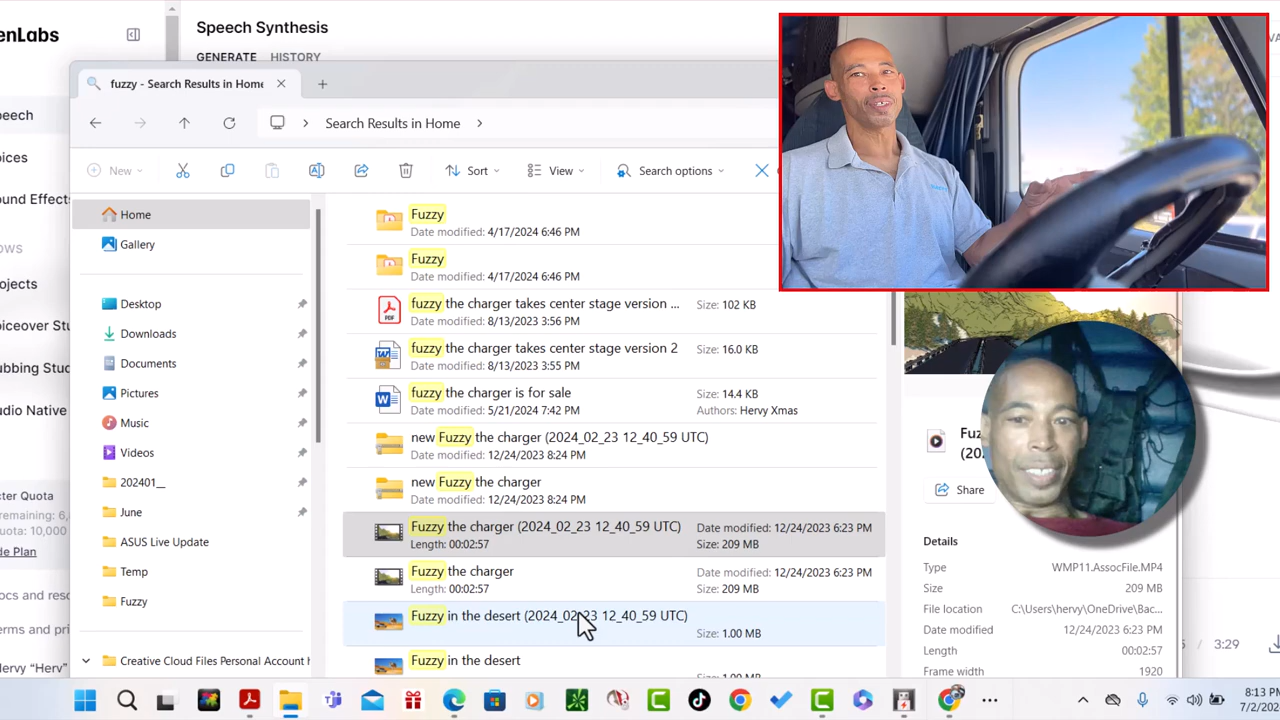 enLabs
Speech Synthesis
GENERATE HISTORY
fuzzy - Search Results in Home
eech
Search Results in Home
New
Sort
View
Search options
oices
ound Effects
ows
ojects
oiceover Stu
ubbing Stud
udio Native
cter Quota
emaining: 6,
uota: 10,000
de Plan
ocs and reso
erms and pri
Hervy "Herv"
Home
Gallery
Desktop
Downloads
Documents
Pictures
Music
Videos
202401__
June
ASUS Live Update
Temp
Fuzzy
Creative Cloud Files Personal Account h
Fuzzy
Date modified: 4/17/2024 6:46 PM
Fuzzy
Date modified: 4/17/2024 6:46 PM
fuzzy the charger takes center stage version ... Size: 102 KB
Date modified: 8/13/2023 3:56 PM
fuzzy the charger takes center stage version 2 Size: 16.0 KB
Date modified: 8/13/2023 3:55 PM
fuzzy the charger is for sale Size: 14.4 KB
Date modified: 5/21/2024 7:42 PM Authors: Hervy Xmas
new Fuzzy the charger (2024_02_23 12_40_59 UTC)
Date modified: 12/24/2023 8:24 PM
new Fuzzy the charger
Date modified: 12/24/2023 8:24 PM
Fuzzy the charger (2024_02_23 12_40_59 UTC) Date modified: 12/24/2023 6:23 PM
Length: 00:02:57 Size: 209 MB
Fuzzy the charger Date modified: 12/24/2023 6:23 PM
Length: 00:02:57 Size: 209 MB
Fuzzy in the desert (2024_02_23 12_40_59 UTC)
Size: 1.00 MB
Fuzzy in the desert
Fuz
(20
Share
Details
Type WMP11.AssocFile.MP4
Size 209 MB
File location C:\Users\hervy\OneDrive\Bac...
Date modified 12/24/2023 6:23 PM
Length 00:02:57
Frame width 1920
/ 3:29
8:13 PM
7/2/202